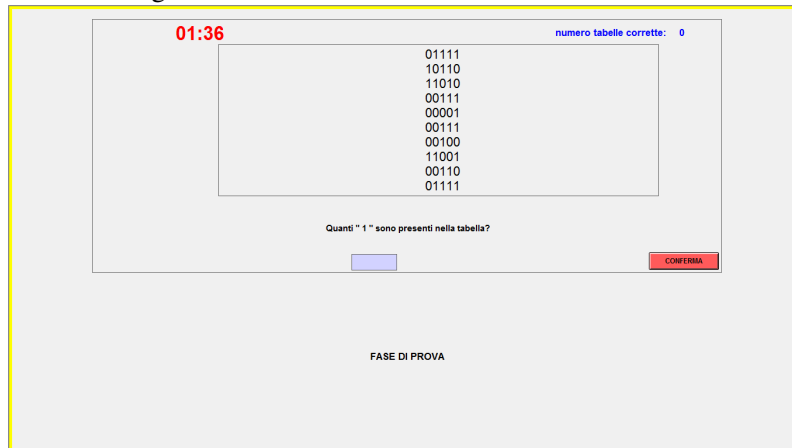 01:36
numero tabelle corrette: 0
01111
10110
11010
00111
00001
00111
00100
11001
00110
01111
Quanti " 1 " sono presenti nella tabella?
CONFERMA
FASE DI PROVA